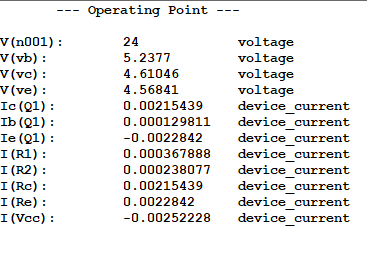 --- Operating Point ---
V(n001): 24 voltage
V(vb): 5.2377 voltage
V(vc): 4.61046 voltage
V(ve): 4.56841 voltage
Ic(Q1): 0.00215439 device_current
Ib(Q1): 0.000129811 device_current
Ie(Q1): -0.0022842 device_current
I(R1): 0.000367888 device_current
I(R2): 0.000238077 device_current
I(Rc): 0.00215439 device_current
I(Re): 0.0022842 device_current
I(Vcc): -0.00252228 device_current